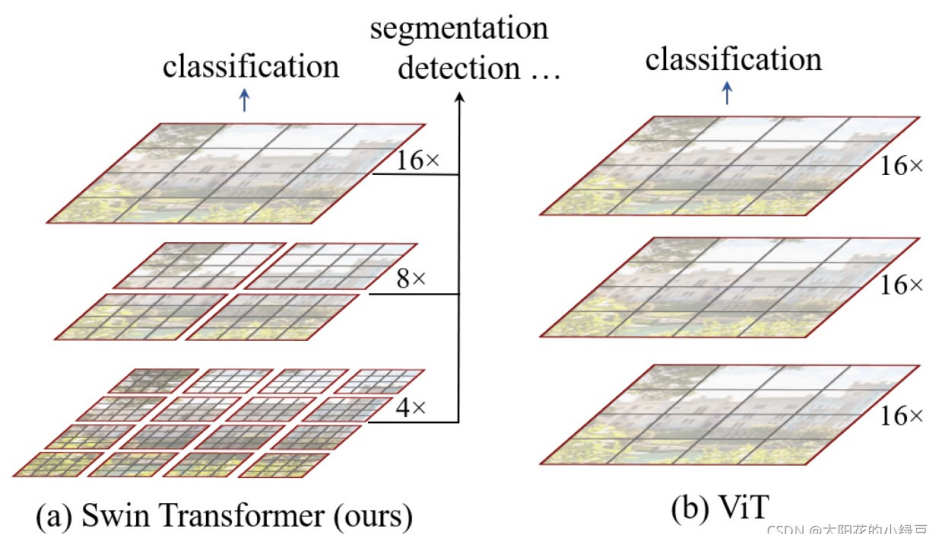 segmentation
classification
detection ...
16×
8×
4×
(a) Swin Transformer (ours)
classification
16×
16×
16×
(b) ViT
CSDN @太阳花的小绿豆